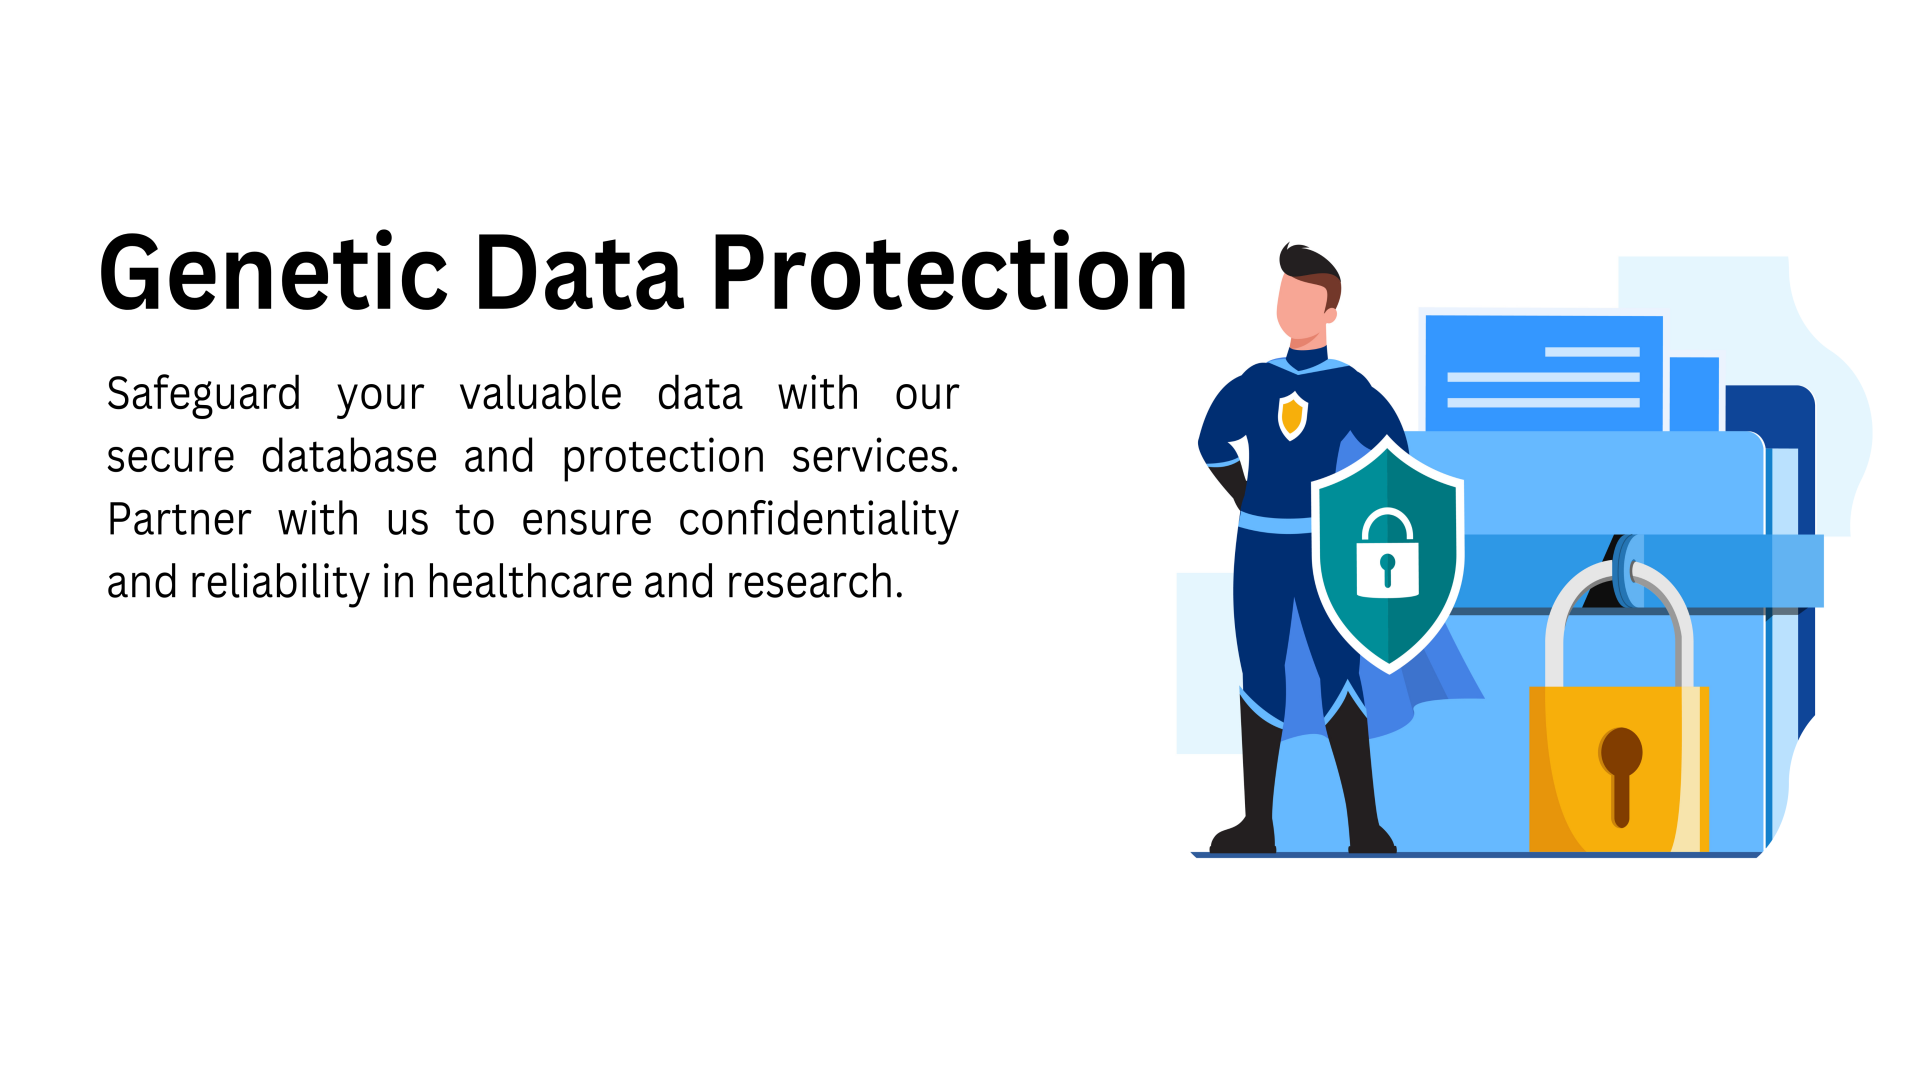 Genetic Data Protection
Safeguard your valuable data with our
secure database and protection services.
Partner with us to ensure confidentiality
and reliability in healthcare and research.